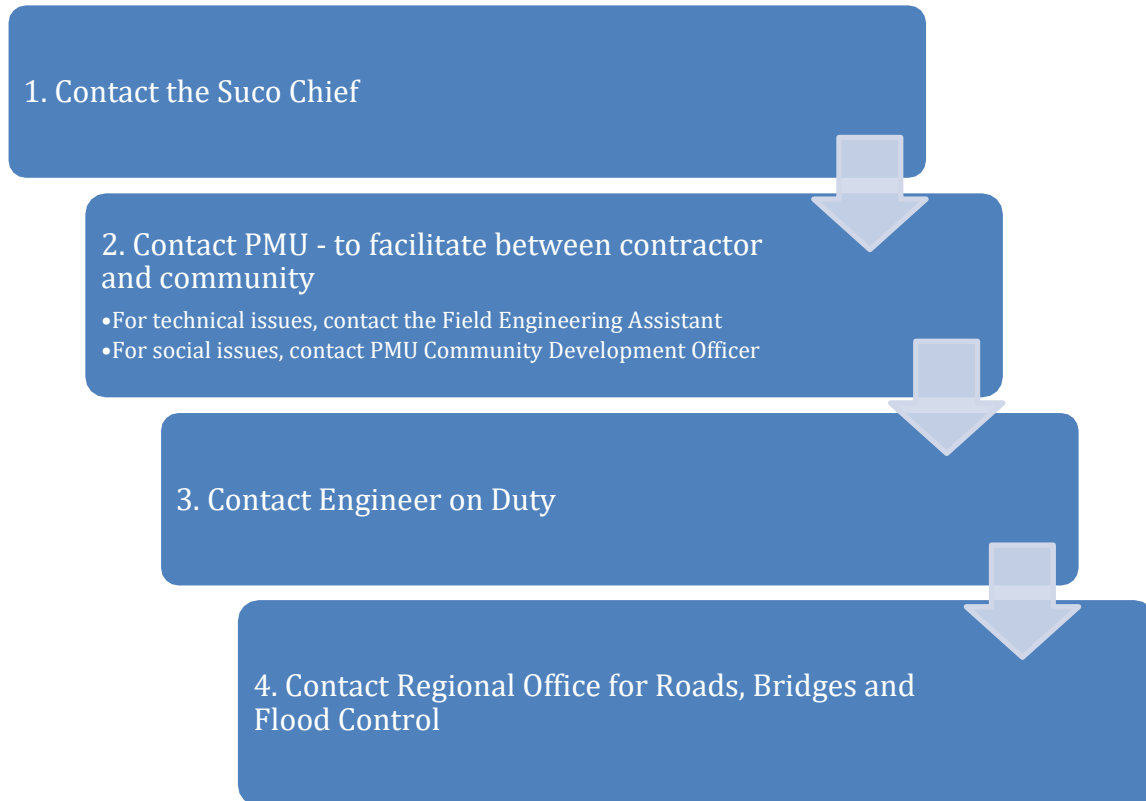 1. Contact the Suco Chief
2. Contact PMU - to facilitate between contractor
and community
•For technical issues, contact the Field Engineering Assistant
•For social issues, contact PMU Community Development Officer
3. Contact Engineer on Duty
4. Contact Regional Office for Roads, Bridges and
Flood Control